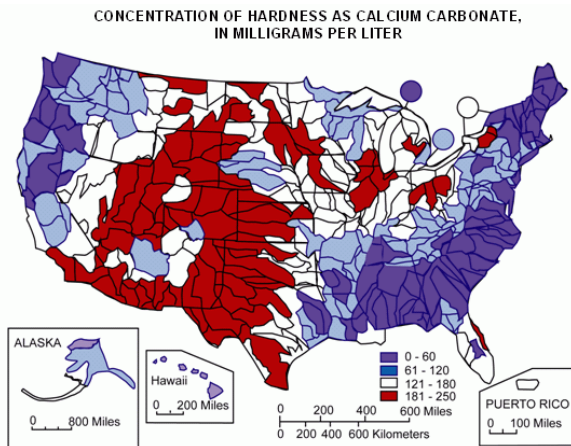 CONCENTRATION OF HARDNESS AS CALCIUM CARBONATE,
IN MILLIGRAMS PER LITER
ALASKA
0 800 Miles
Hawaii
0 200 Miles
0 - 60
61 - 120
121 - 180
181 - 250
0 200 400 600 Miles
0 200 400 600 Kilometers
PUERTO RICO
0 100 Miles